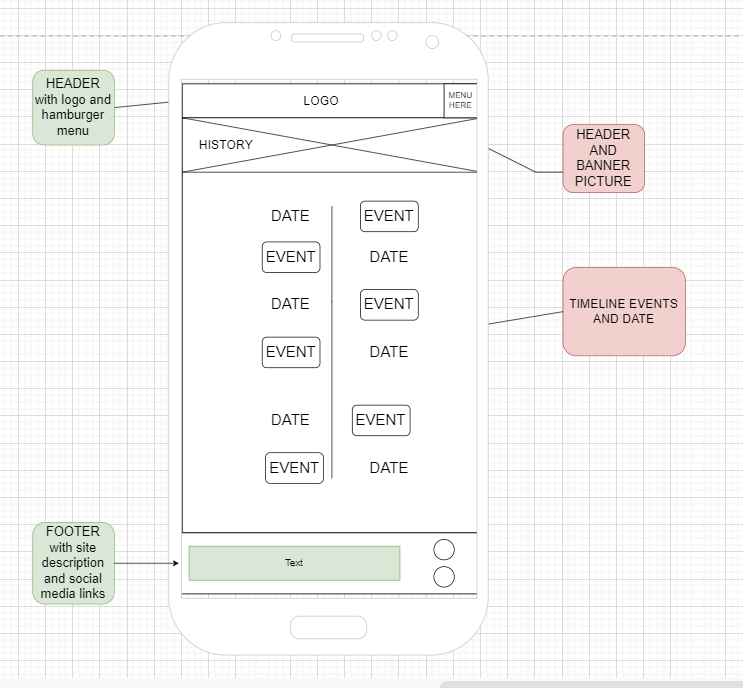 HEADER
with logo and
hamburger
menu
LOGO
MENU
HERE
HISTORY
HEADER
AND
BANNER
PICTURE
DATE EVENT
EVENT DATE
DATE EVENT
EVENT DATE
DATE EVENT
EVENT DATE
TIMELINE EVENTS
AND DATE
FOOTER
with site
description
and social
media links
Text